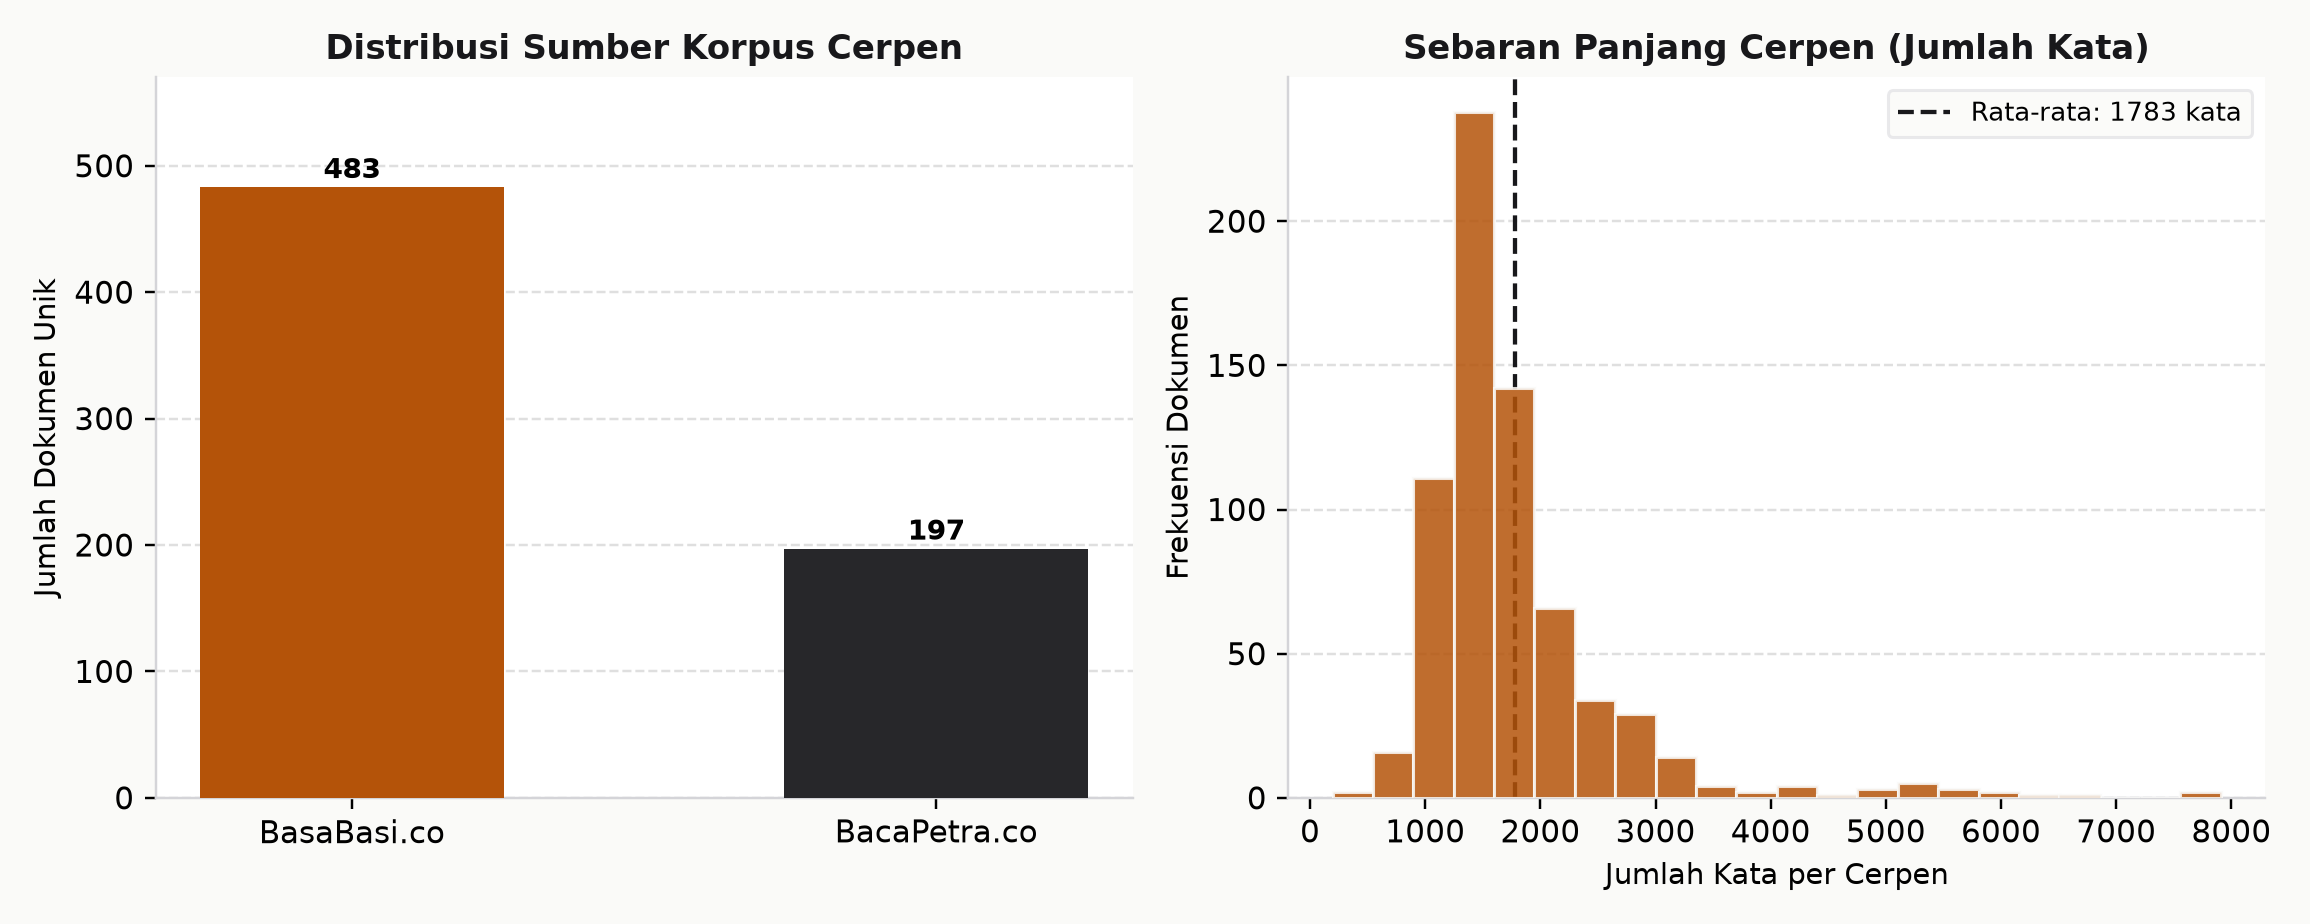 Distribusi Sumber Korpus Cerpen
Jumlah Dokumen Unik
500
400
300
200
100
0
483
197
BasaBasi.co
BacaPetra.co
Sebaran Panjang Cerpen (Jumlah Kata)
Rata-rata: 1783 kata
Frekuensi Dokumen
200
150
100
50
0
0 1000 2000 3000 4000 5000 6000 7000 8000
Jumlah Kata per Cerpen